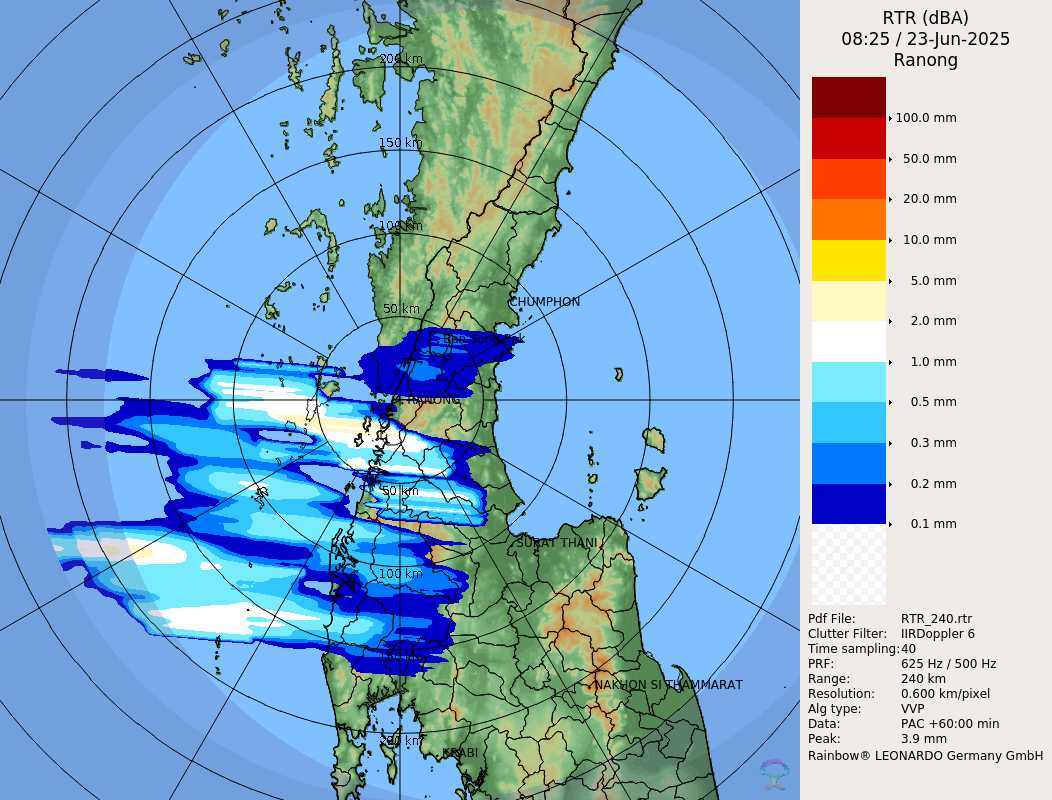 RTR (dBA)
08:25 / 23-Jun-2025
Ranong
100.0 mm
50.0 mm
20.0 mm
10.0 mm
5.0 mm
2.0 mm
1.0 mm
0.5 mm
0.3 mm
0.2 mm
0.1 mm
Pdf File: RTR_240.rtr
Clutter Filter: IIRDoppler 6
Time sampling:40
PRF: 625 Hz / 500 Hz
Range: 240 km
Resolution: 0.600 km/pixel
Alg type: VVP
Data: PAC +60:00 min
Peak: 3.9 mm
Rainbow® LEONARDO Germany GmbH
200 km
150 km
100 km
50 km
CHUMPHON
RANONG
50 km
SURAT THANI
100 km
150 km
NAKHON SI THAMMARAT
200 km
KRABI